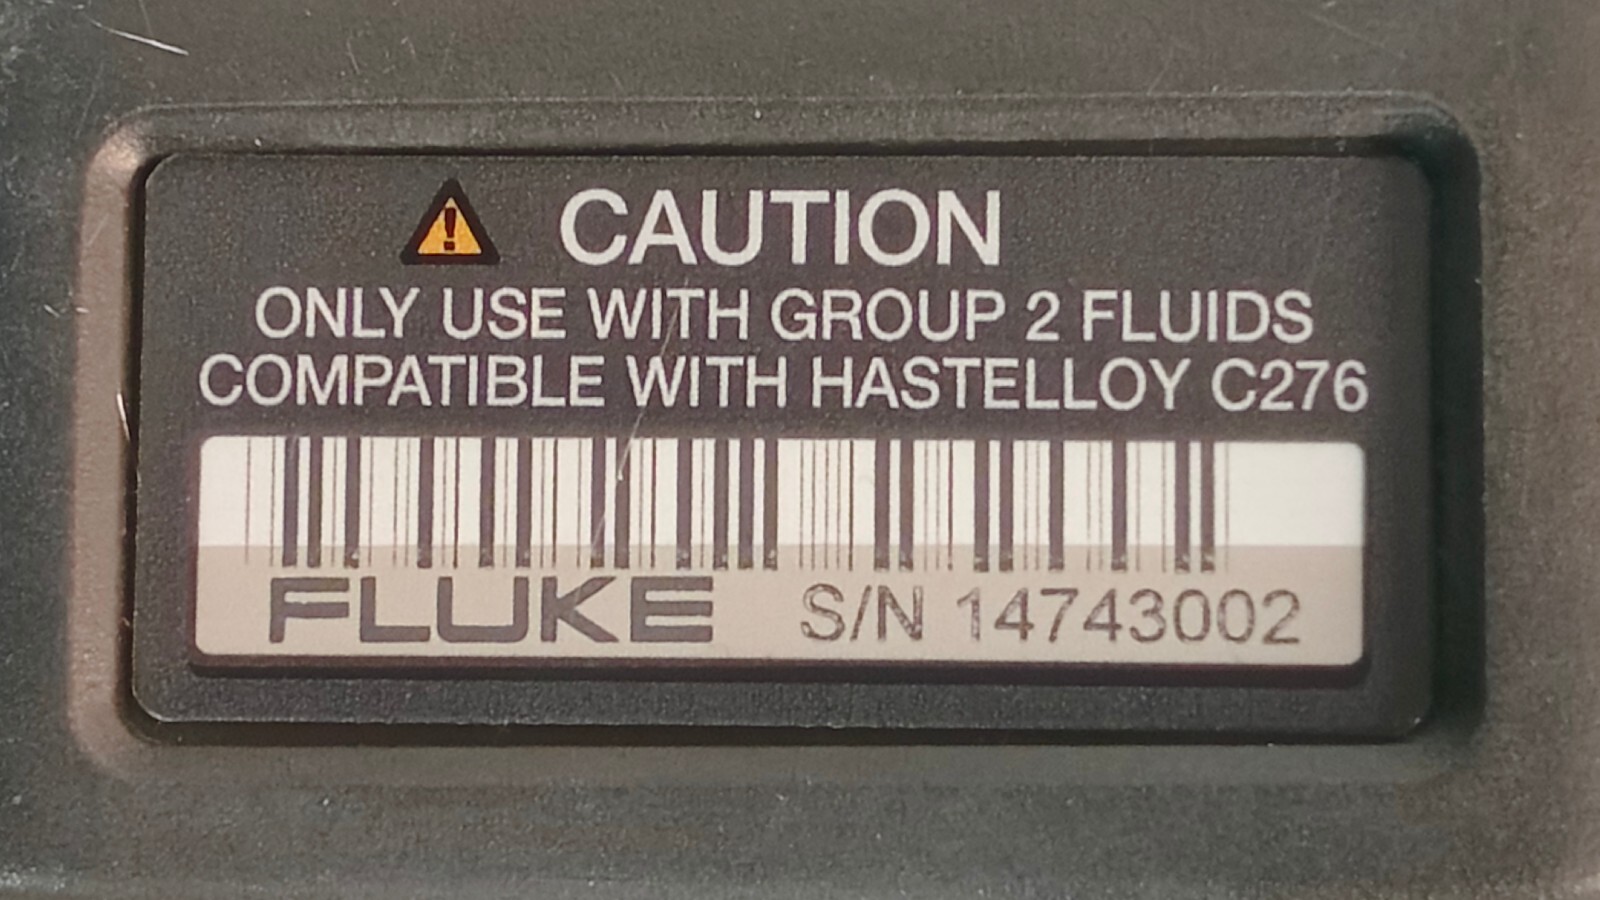 CAUTION
ONLY USE WITH GROUP 2 FLUIDS
COMPATIBLE WITH HASTELLOY C276
FLUKE S/N 14743002